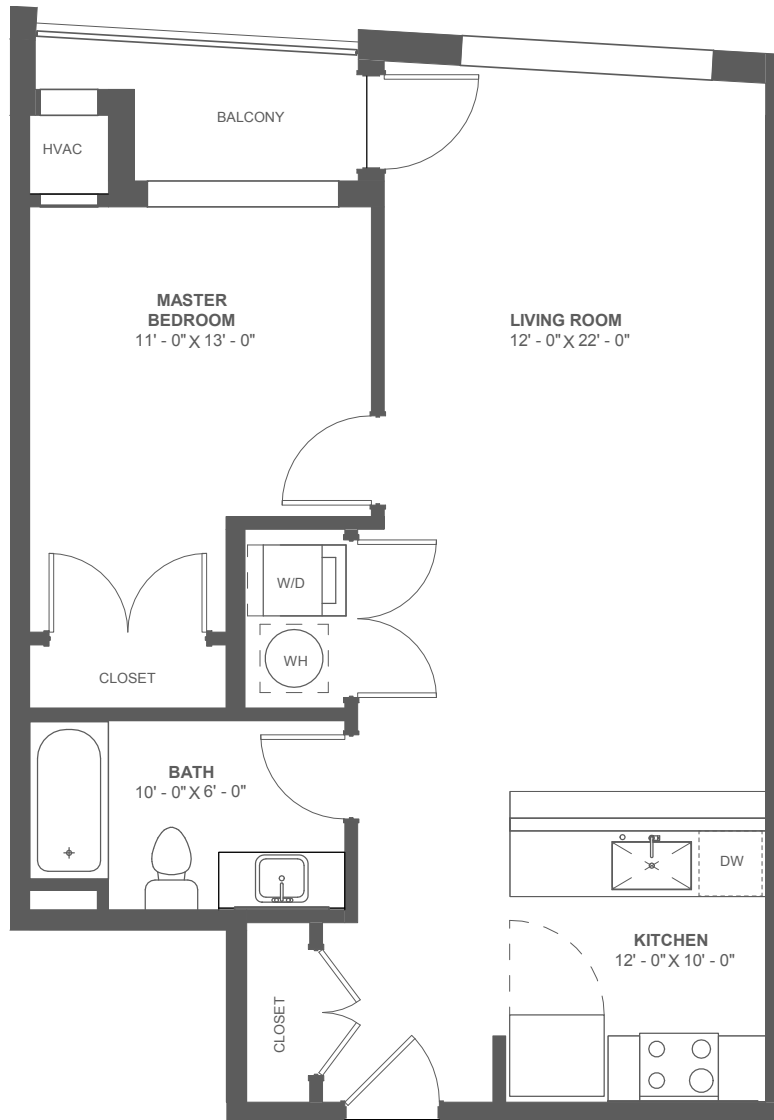 BALCONY
HVAC
MASTER
BEDROOM
11' - 0" X 13' - 0"
LIVING ROOM
12' - 0" X 22' - 0"
W/D
WH
CLOSET
BATH
10' - 0" X 6' - 0"
DW
KITCHEN
12' - 0" X 10' - 0"
CLOSET